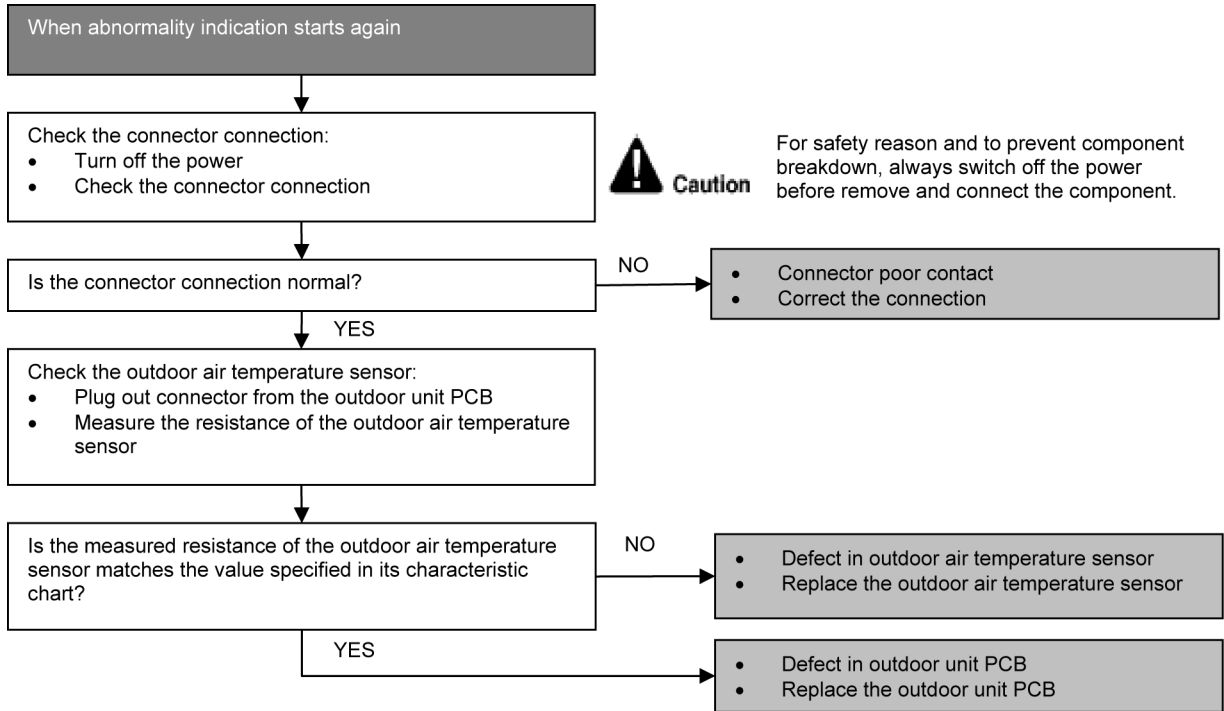 When abnormality indication starts again
Check the connector connection:
• Turn off the power
• Check the connector connection
Caution
For safety reason and to prevent component
breakdown, always switch off the power
before remove and connect the component.
Is the connector connection normal?
NO
• Connector poor contact
• Correct the connection
YES
Check the outdoor air temperature sensor:
• Plug out connector from the outdoor unit PCB
• Measure the resistance of the outdoor air temperature
sensor
Is the measured resistance of the outdoor air temperature
sensor matches the value specified in its characteristic
chart?
NO
• Defect in outdoor air temperature sensor
• Replace the outdoor air temperature sensor
YES
• Defect in outdoor unit PCB
• Replace the outdoor unit PCB